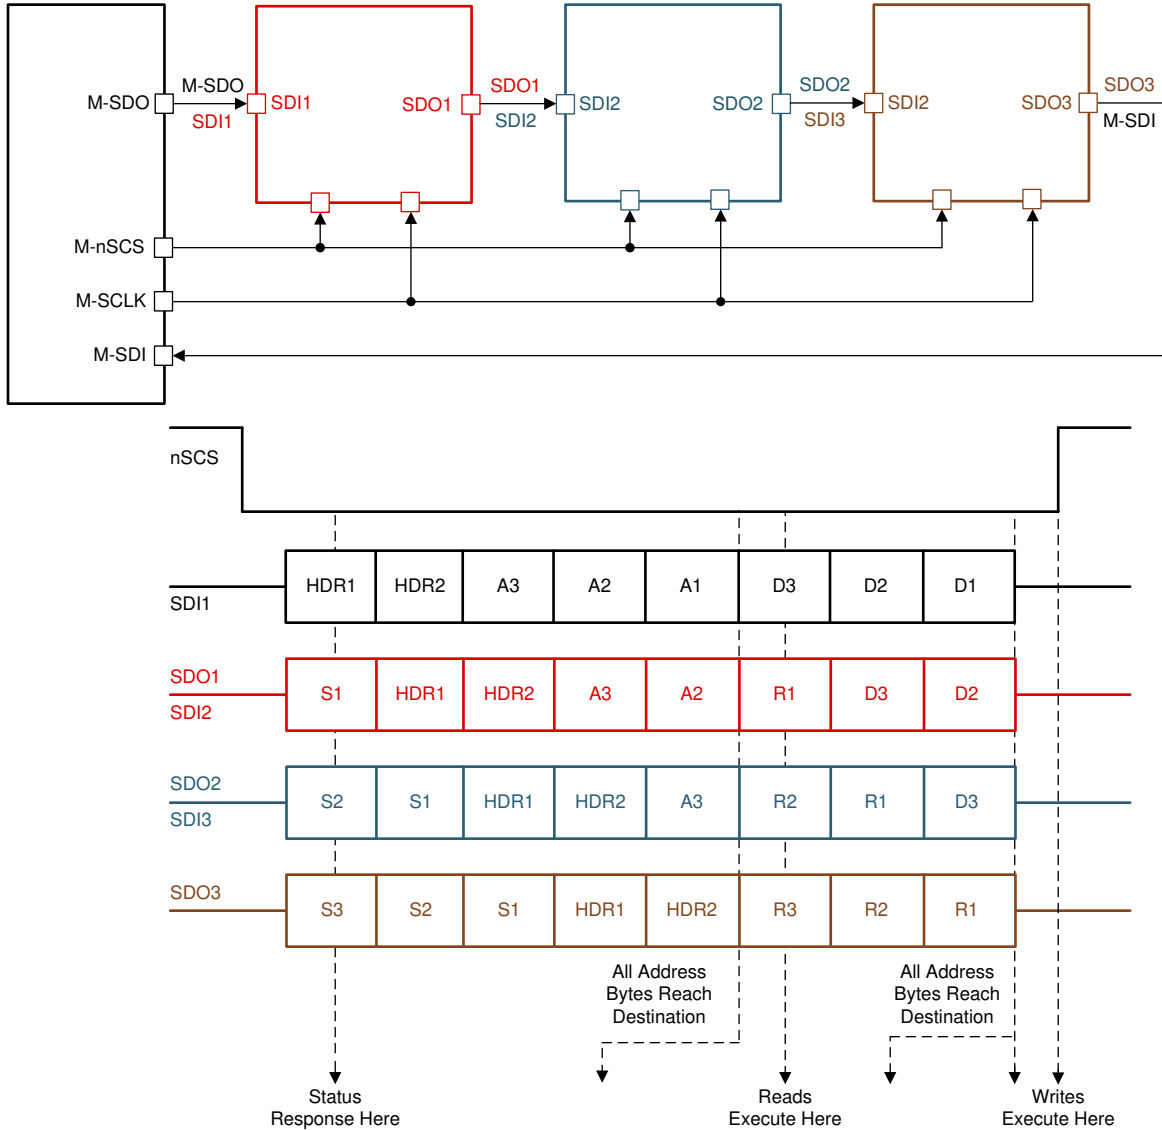 M-SDO
M-SDO
SDI1
SDI1
SDO1
SDO1
SDI2
SDI2
SDO2
SDO2
SDI3
SDI2
SDO3
SDO3
M-SDI
M-nSCS
M-SCLK
M-SDI
nSCS
SDI1
HDR1 HDR2 A3 A2 A1 D3 D2 D1
SDO1
SDI2
S1 HDR1 HDR2 A3 A2 R1 D3 D2
SDO2
SDI3
S2 S1 HDR1 HDR2 A3 R2 R1 D3
SDO3
S3 S2 S1 HDR1 HDR2 R3 R2 R1
All Address
Bytes Reach
Destination
All Address
Bytes Reach
Destination
Status
Response Here
Reads
Execute Here
Writes
Execute Here